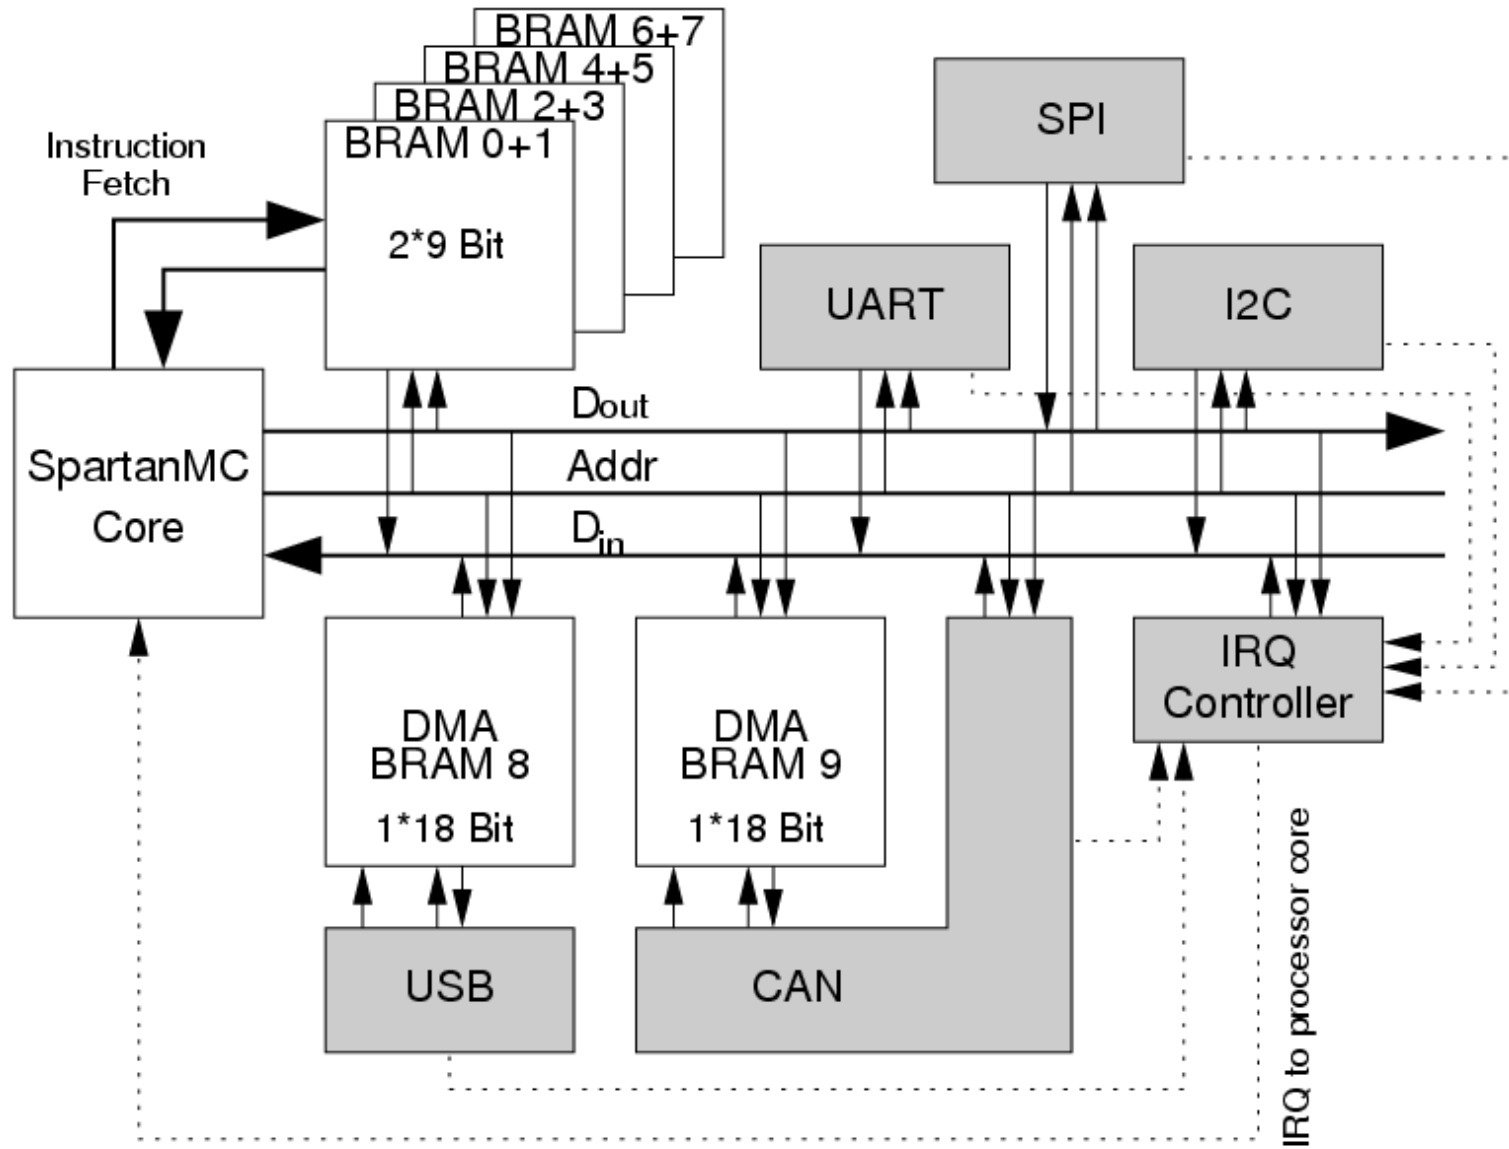 BRAM 6+7
BRAM 4+5
BRAM 2+3
BRAM 0+1
2*9 Bit
Instruction
Fetch
SPI
UART
I2C
SpartanMC
Core
Dout
Addr
Din
DMA
BRAM 8
1*18 Bit
DMA
BRAM 9
1*18 Bit
IRQ
Controller
USB
CAN
IRQ to processor core